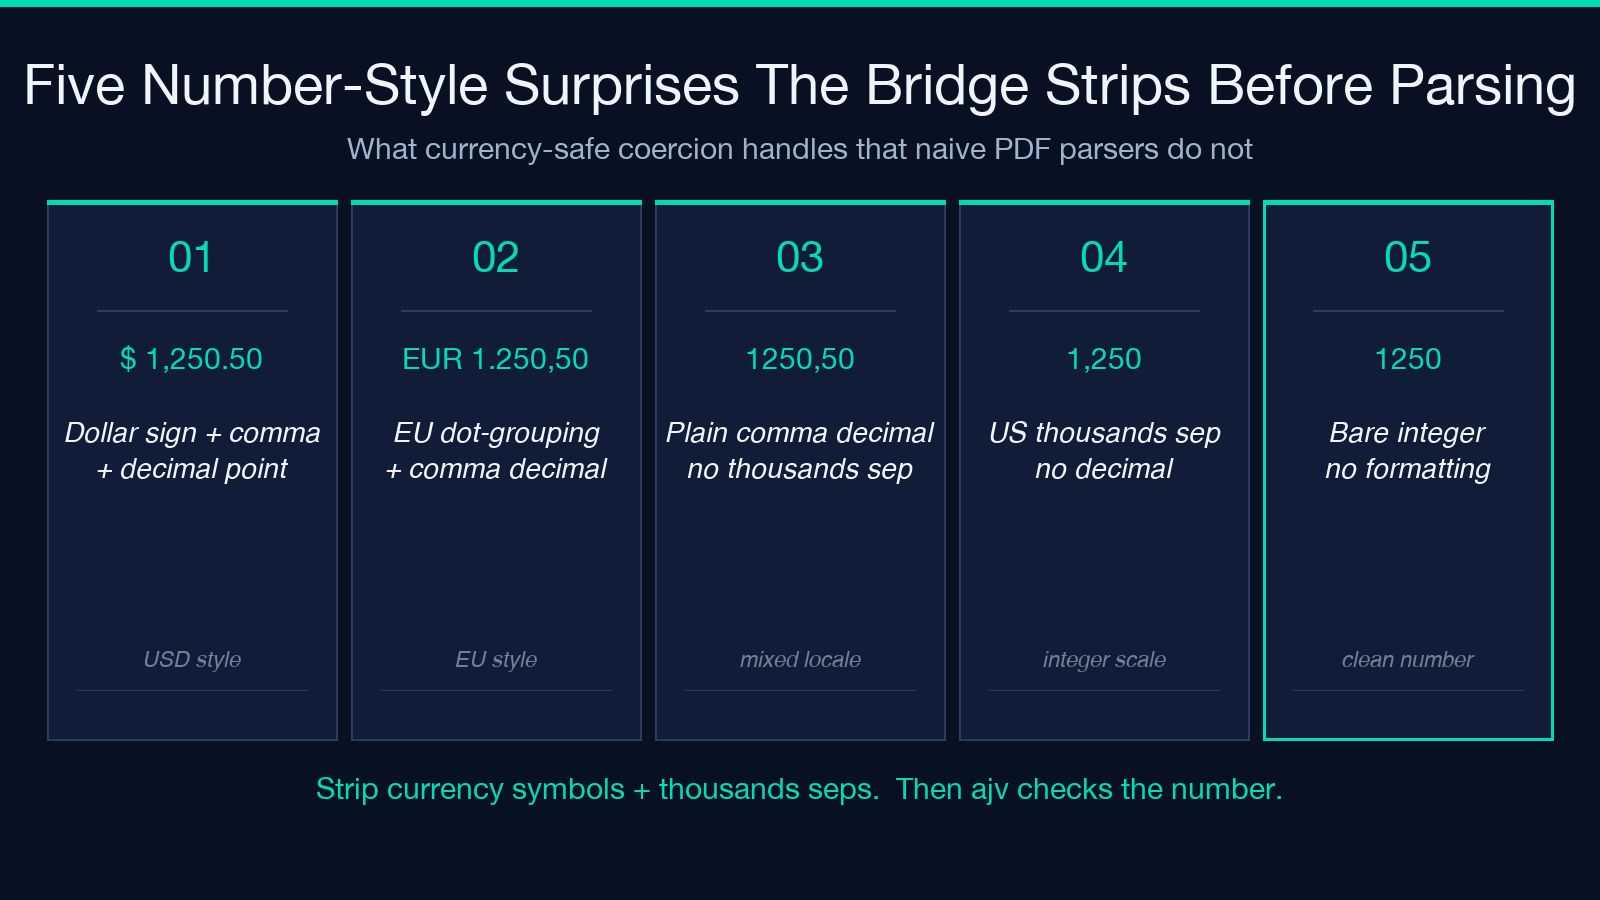 Five Number-Style Surprises The Bridge Strips Before Parsing
What currency-safe coercion handles that naive PDF parsers do not
01
$ 1,250.50
Dollar sign + comma
+ decimal point
USD style
02
EUR 1.250,50
EU dot-grouping
+ comma decimal
EU style
03
1250,50
Plain comma decimal
no thousands sep
mixed locale
04
1,250
US thousands sep
no decimal
integer scale
05
1250
Bare integer
no formatting
clean number
Strip currency symbols + thousands seps.  Then ajv checks the number.